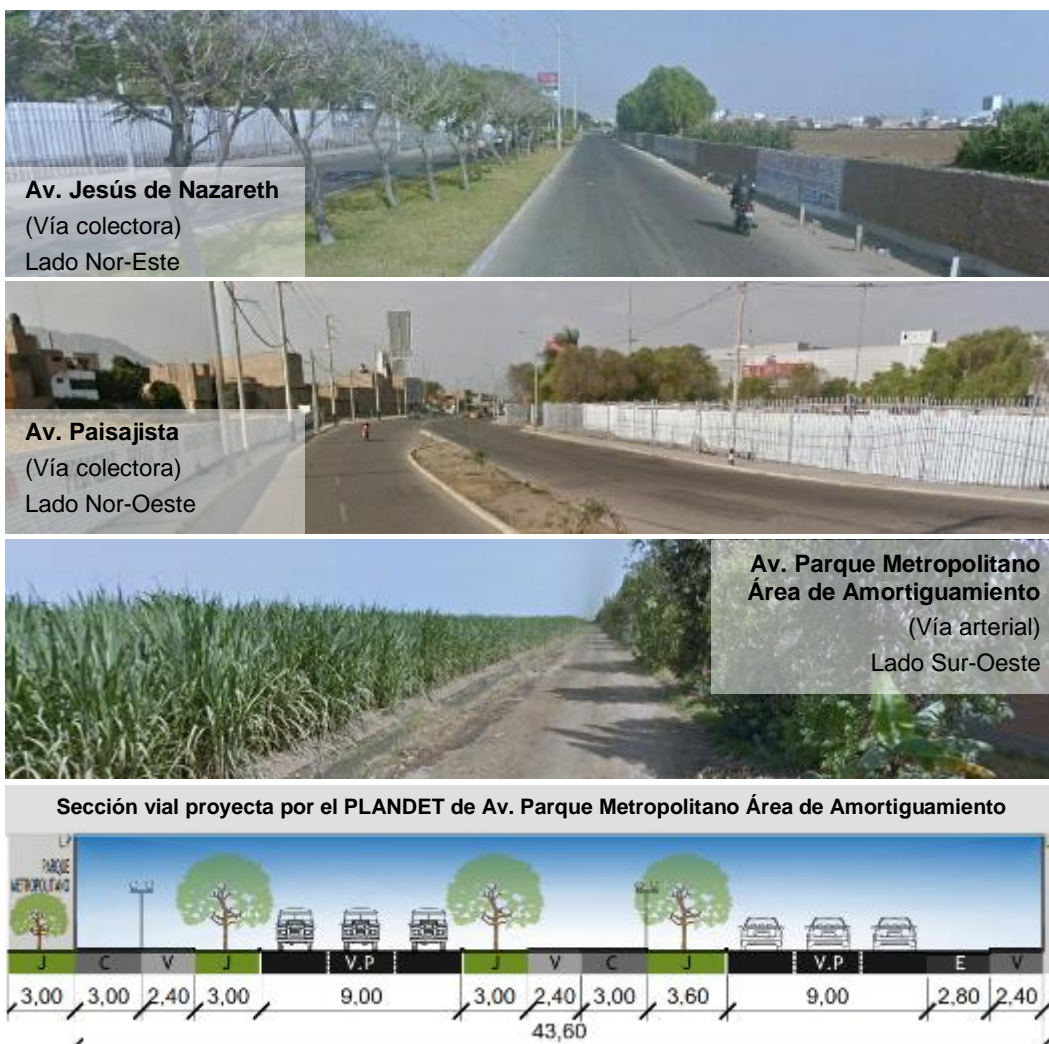 Av. Jesús de Nazareth
(Vía colectora)
Lado Nor-Este
Av. Paisajista
(Vía colectora)
Lado Nor-Oeste
Av. Parque Metropolitano
Área de Amortiguamiento
(Vía arterial)
Lado Sur-Oeste
Sección vial proyecta por el PLANDET de Av. Parque Metropolitano Área de Amortiguamiento
L.P
PARQUE
METROPOLITANO
J C V J V.P J V C J V.P E V
3,00 3,00 2,40 3,00 9,00 3,00 2,40 3,00 3,60 9,00 2,80 2,40
43,60